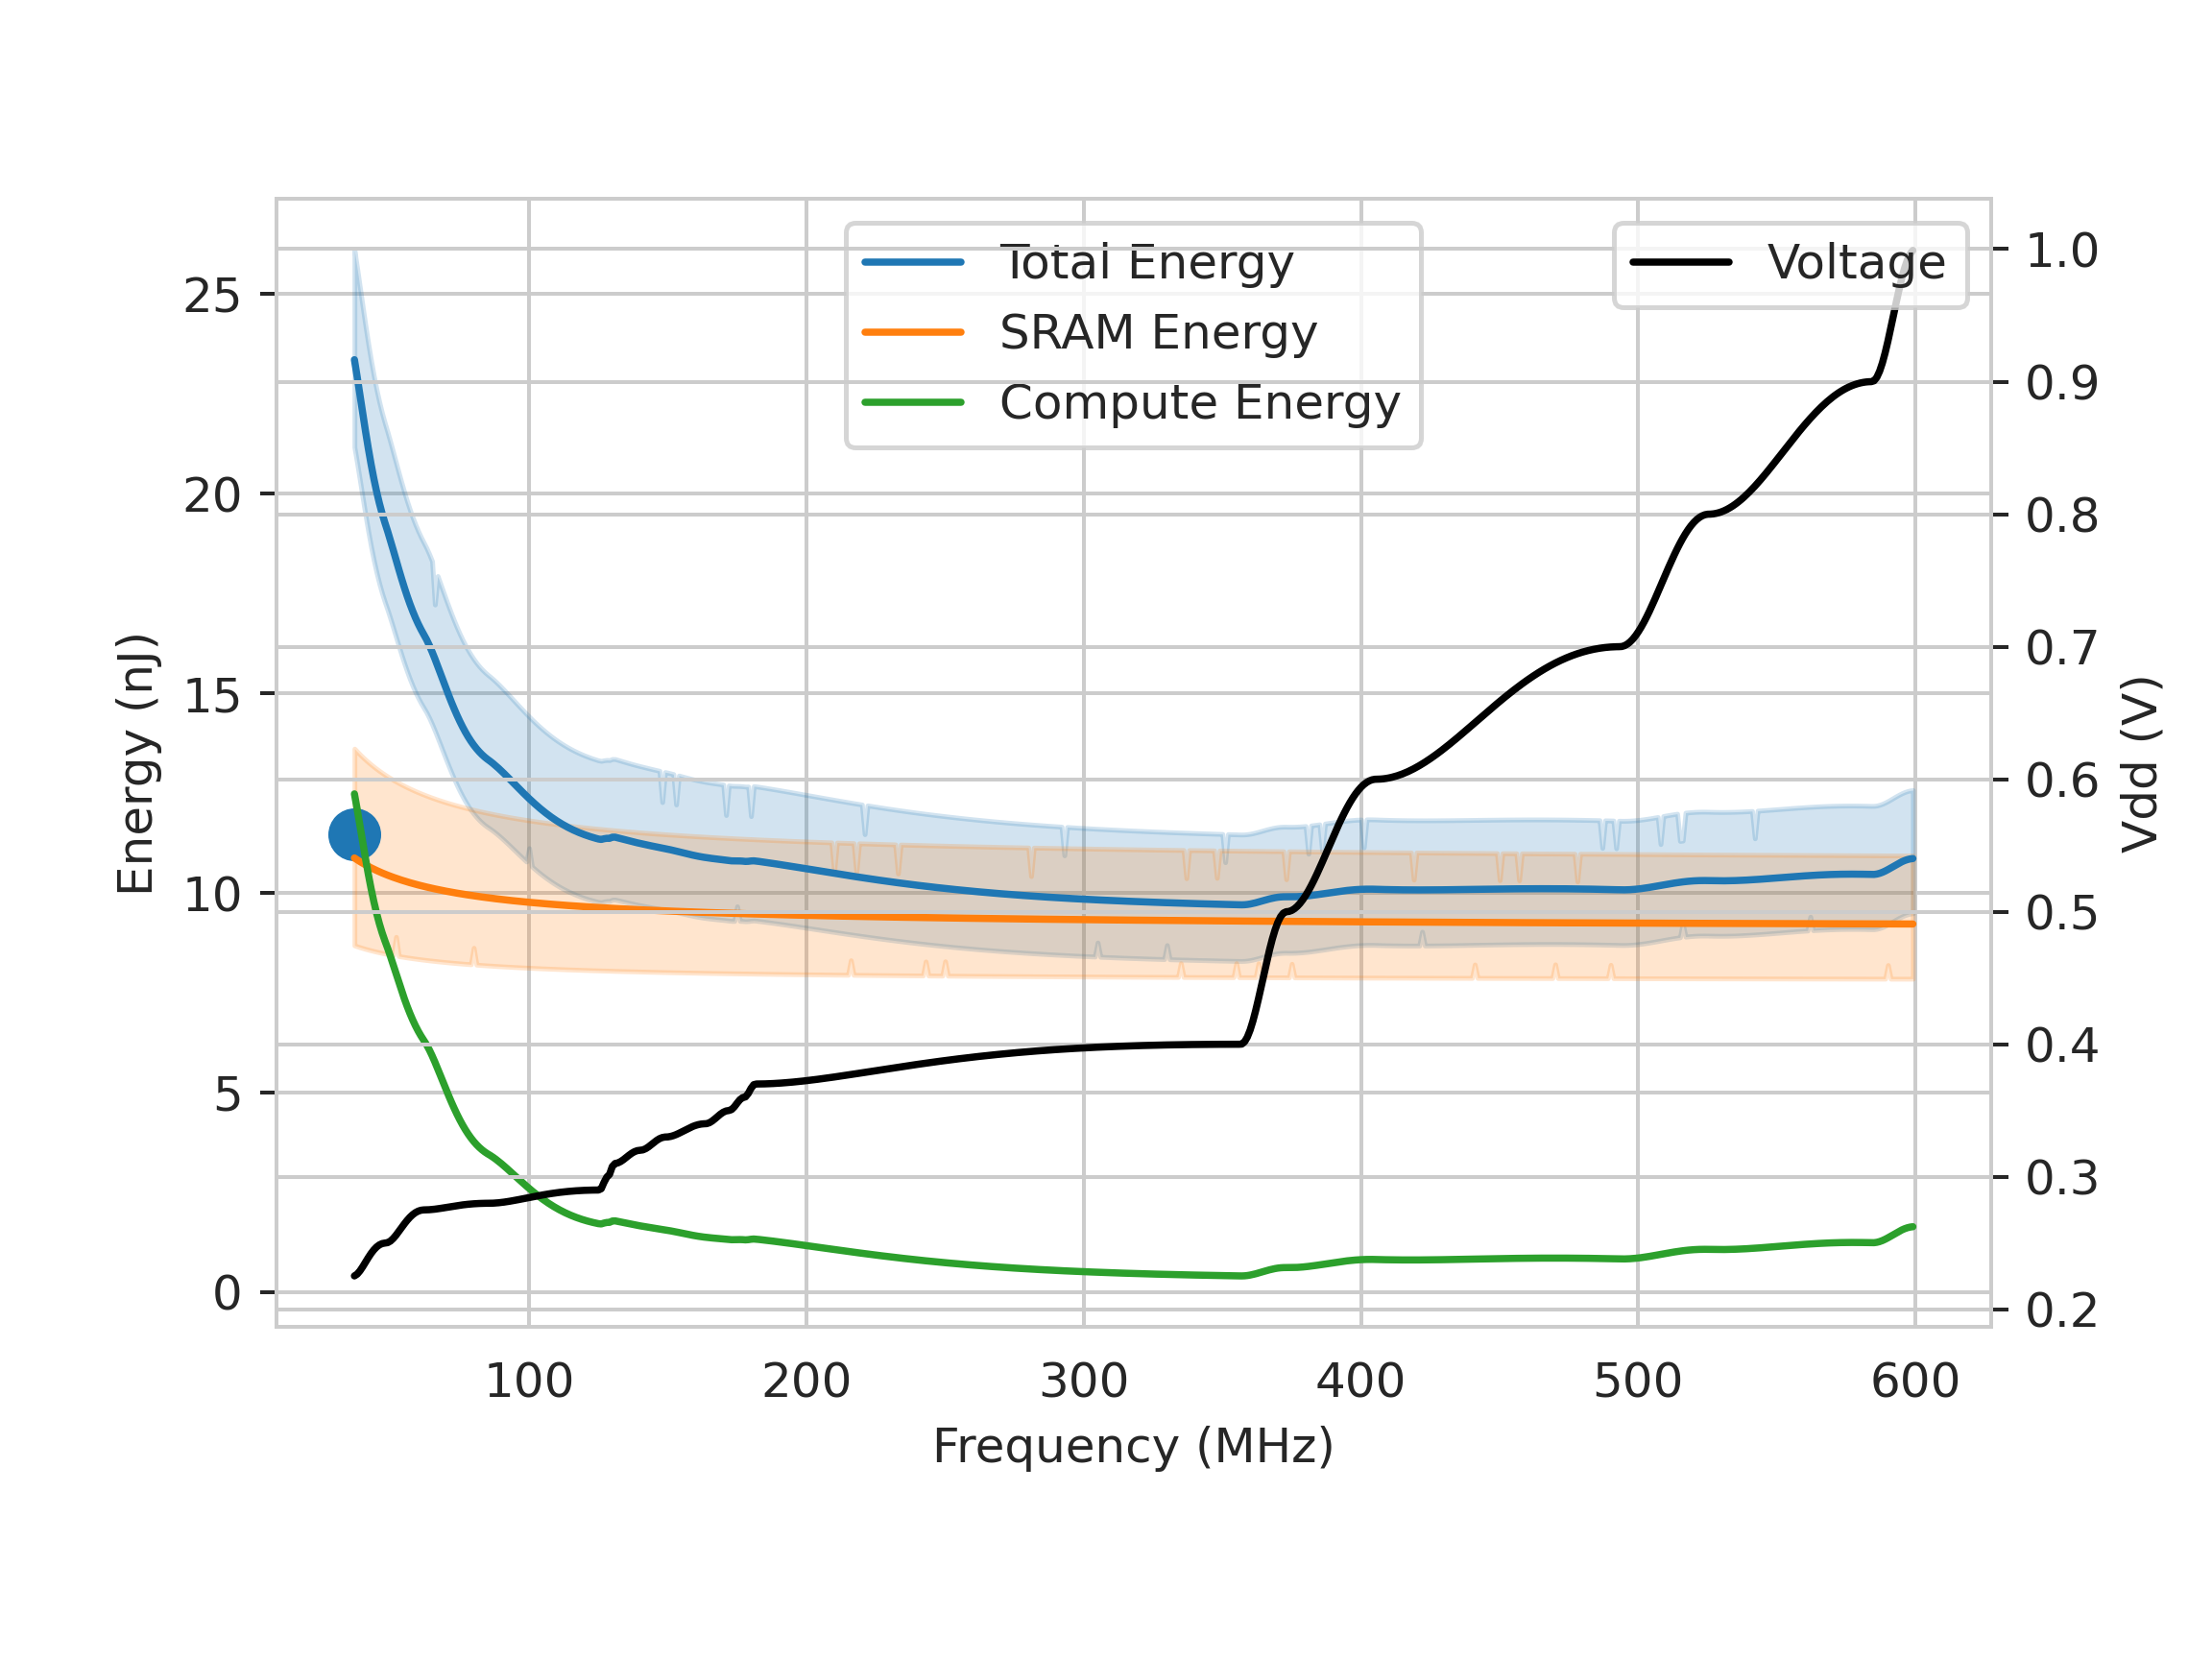 Total Energy
SRAM Energy
Compute Energy
Voltage
Energy (nJ)
25
20
15
10
5
0
1.0
0.9
0.8
0.7
0.6
0.5
0.4
0.3
0.2
Vdd (V)
100 200 300 400 500 600
Frequency (MHz)